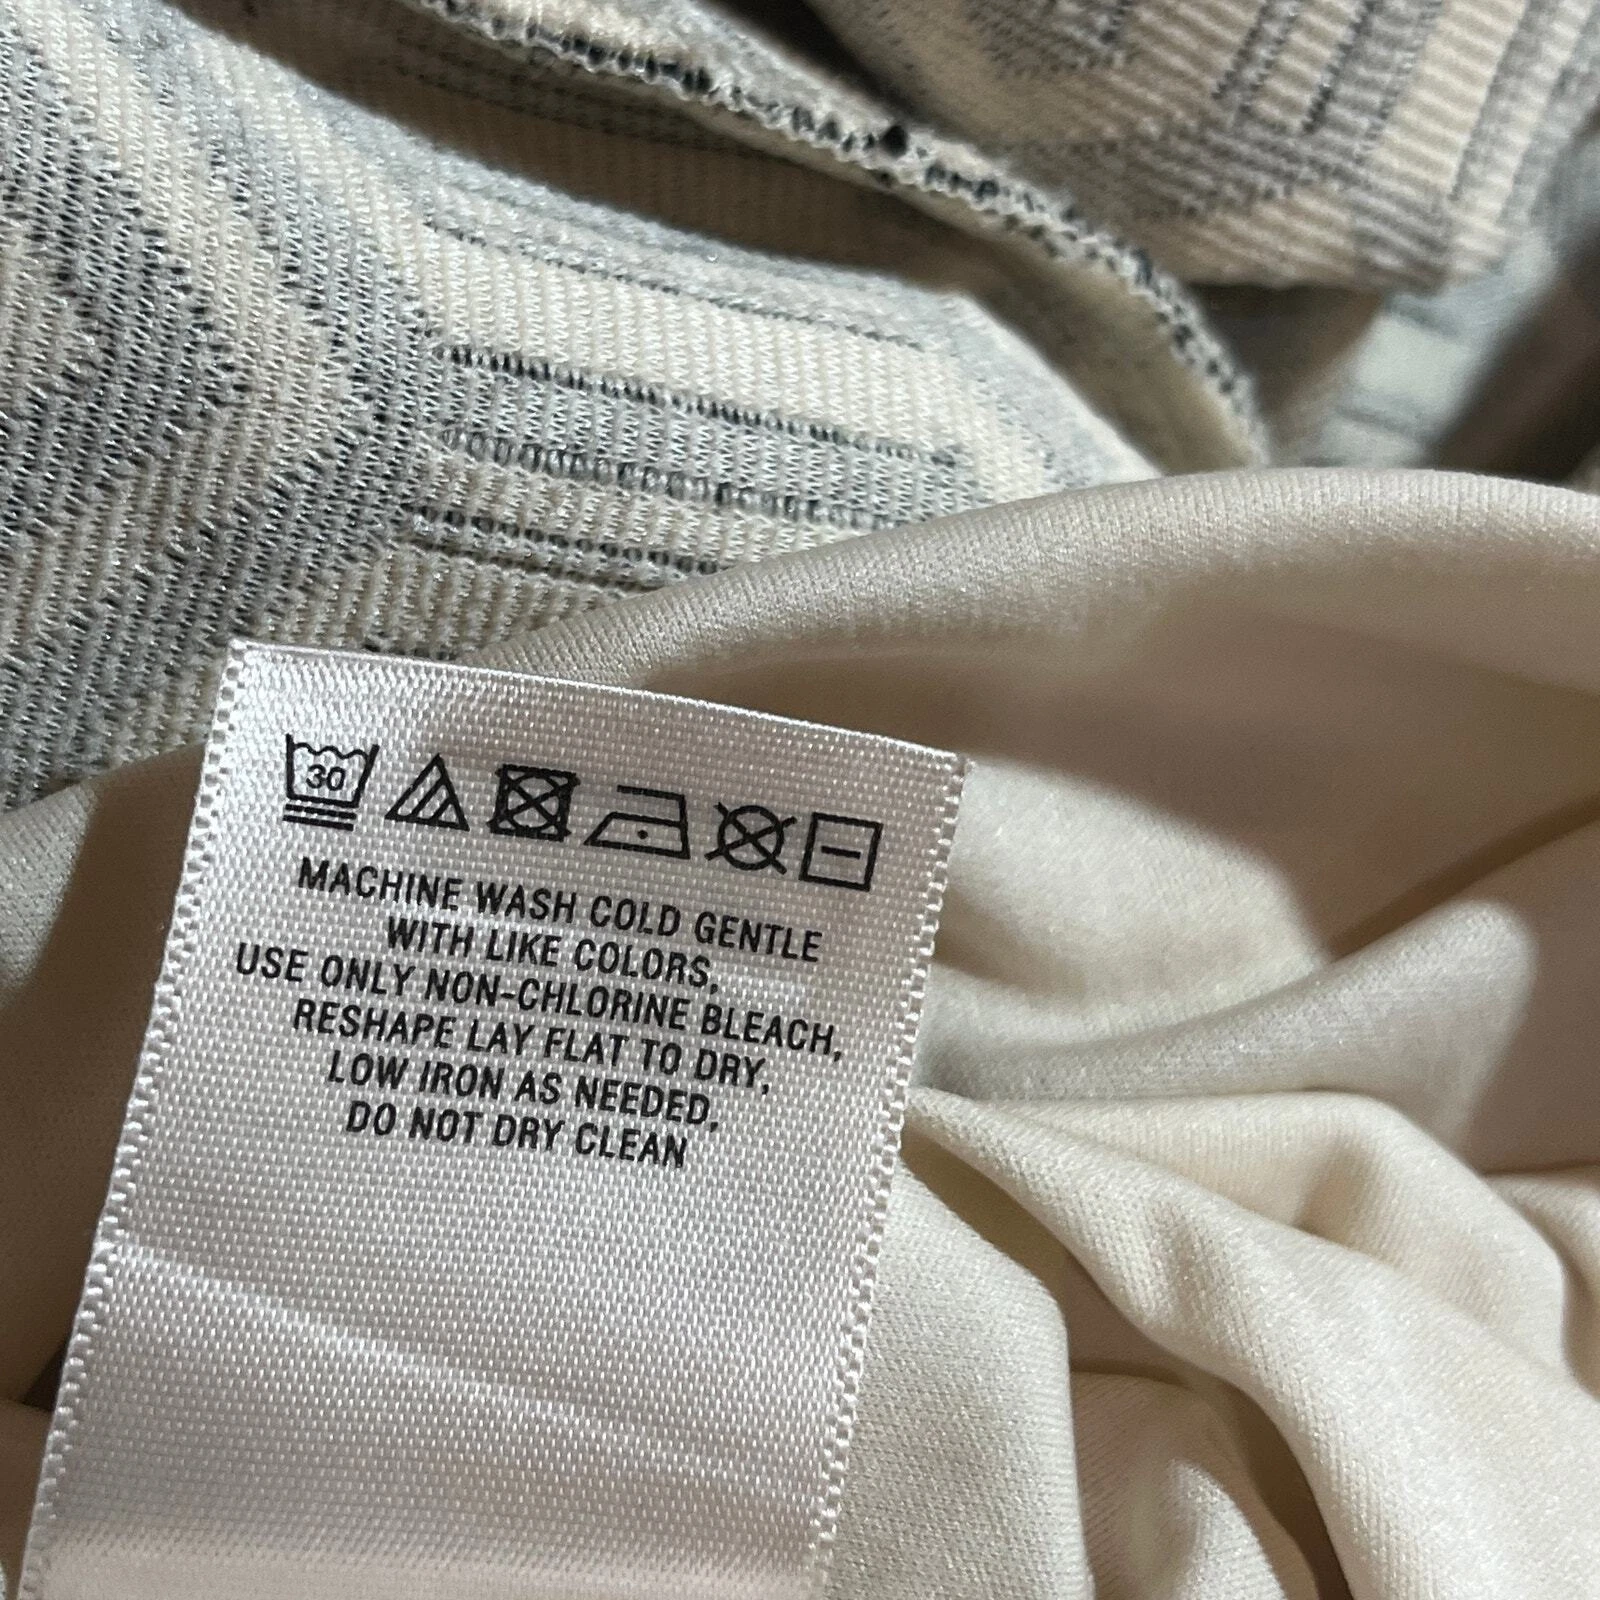 30
MACHINE WASH COLD GENTLE
WITH LIKE COLORS,
USE ONLY NON-CHLORINE BLEACH,
RESHAPE LAY FLAT TO DRY,
LOW IRON AS NEEDED,
DO NOT DRY CLEAN